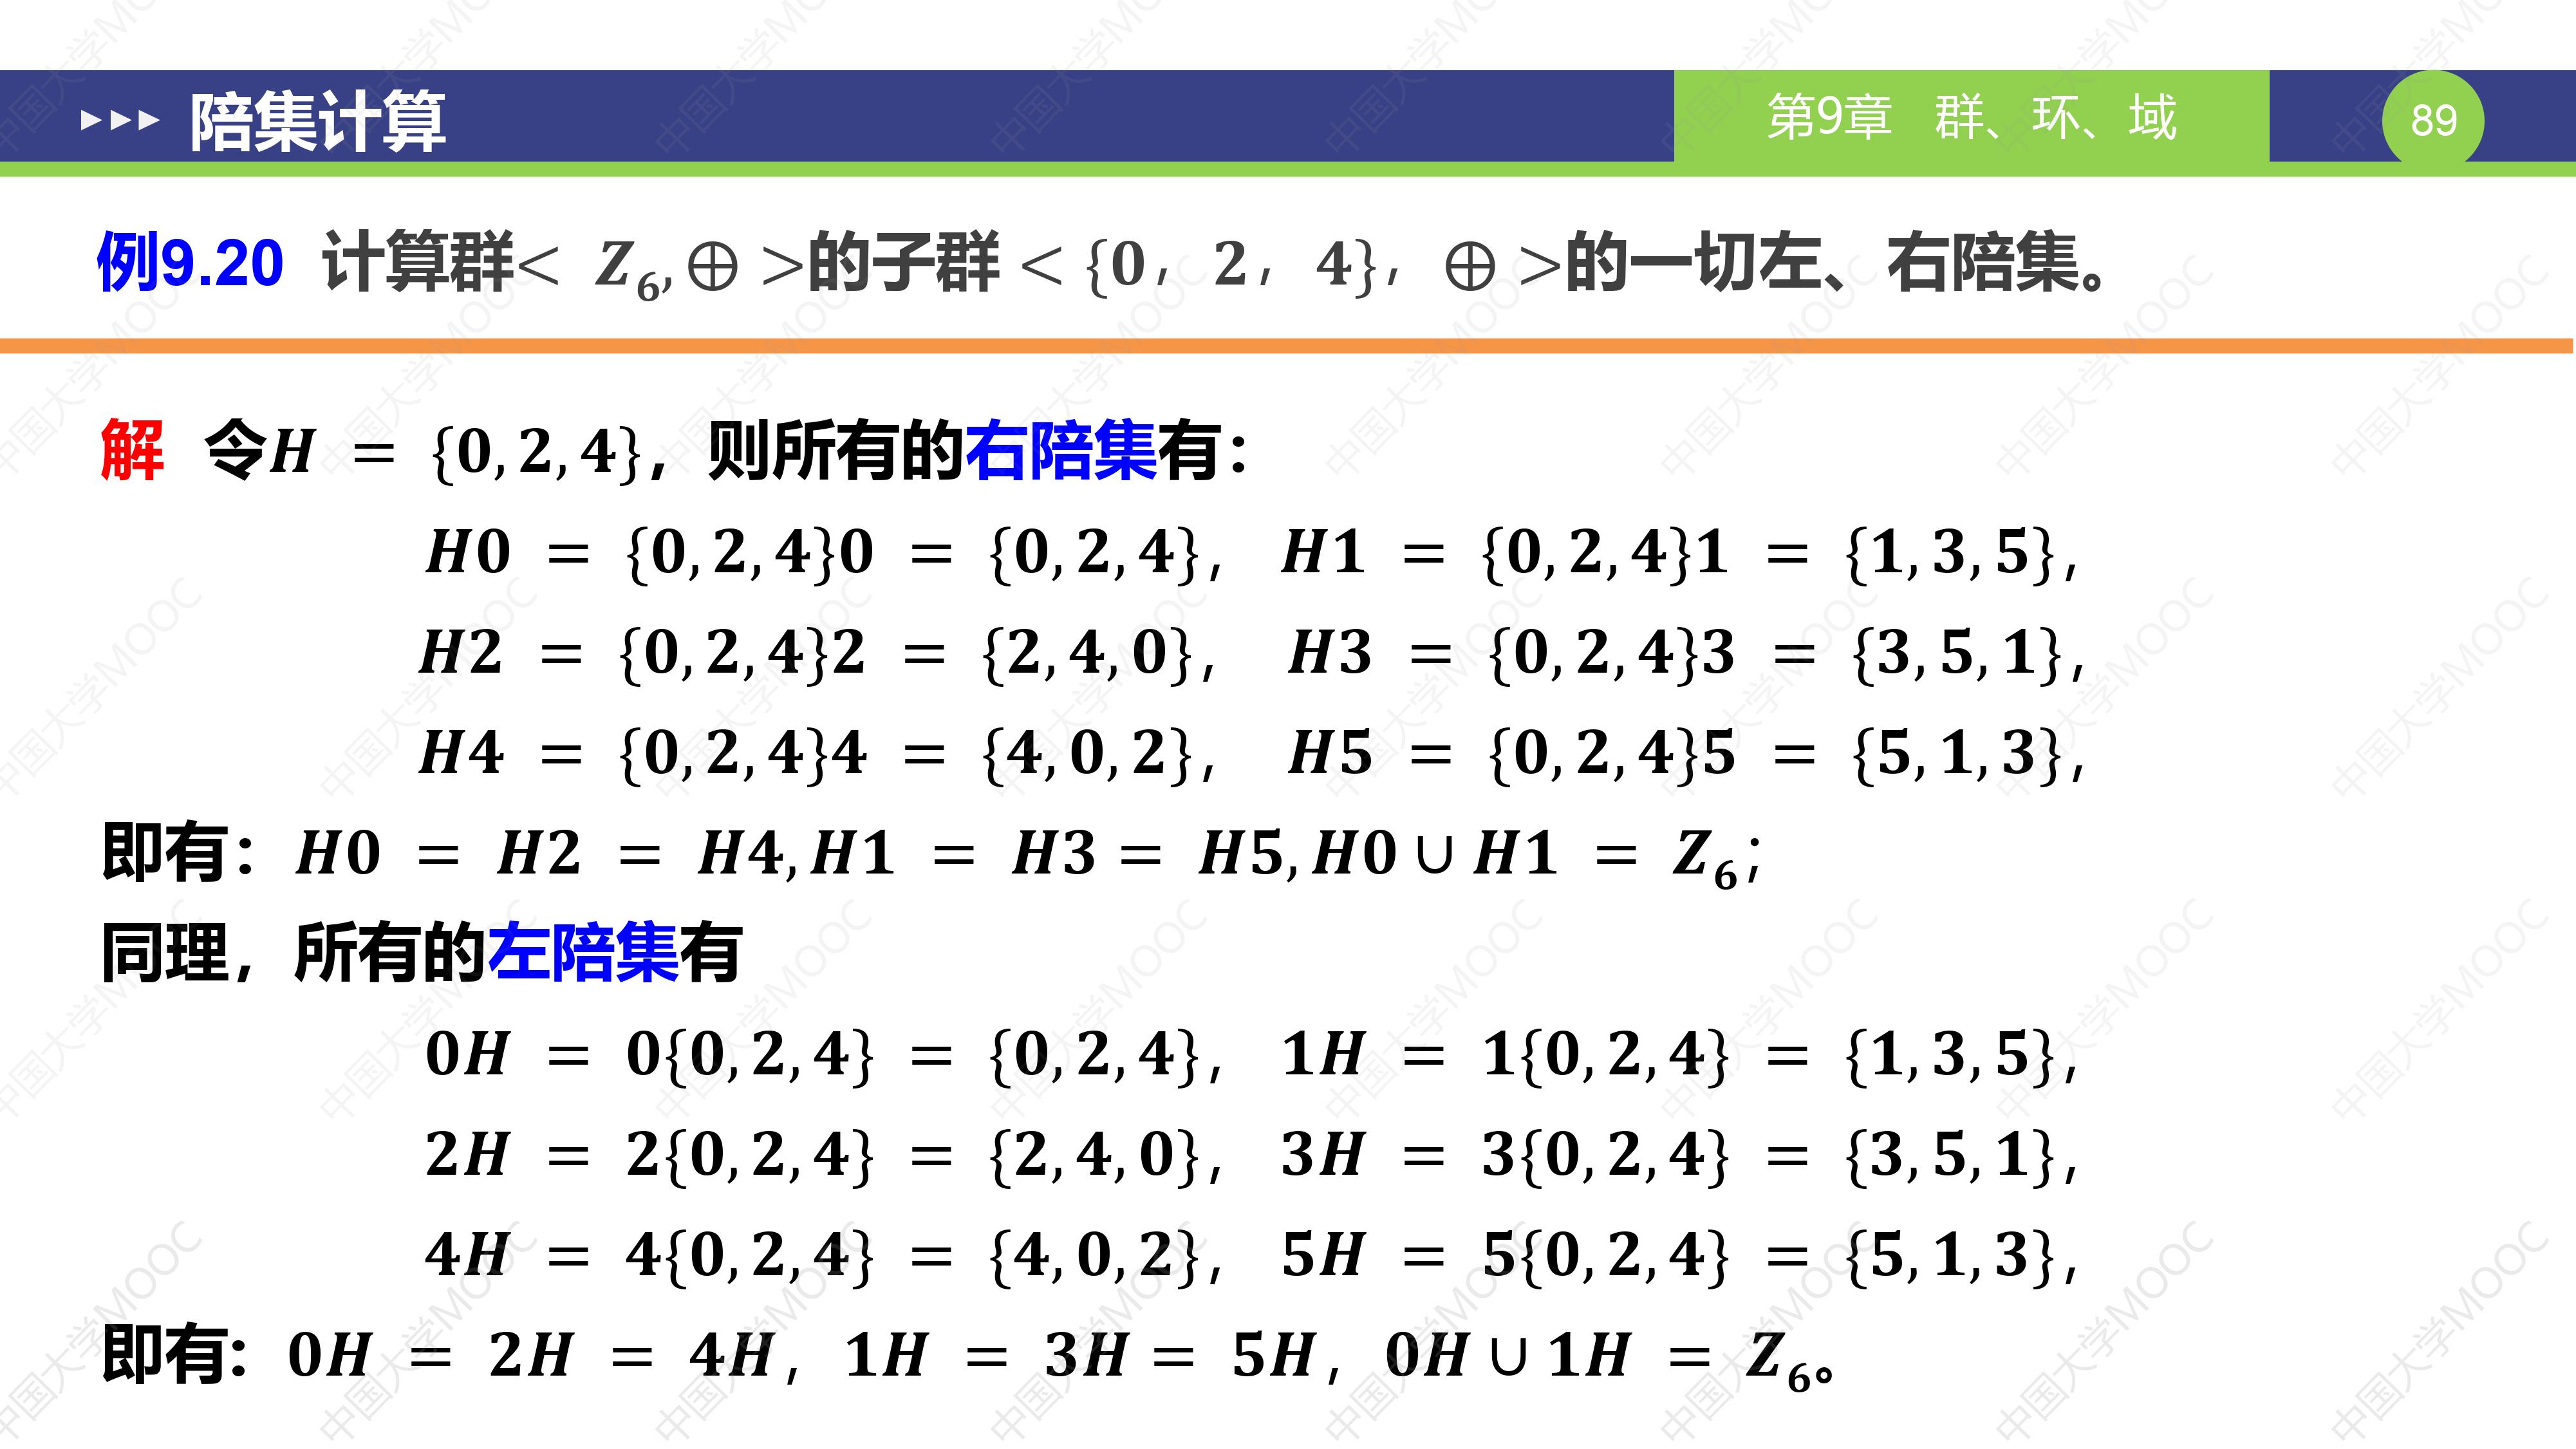 ▶▶▶ 陪集计算
第9章 群、环、域
89
例9.20 计算群< Z₆,⊕ >的子群 < {0，2，4}，⊕ >的一切左、右陪集。
解 令H = {0,2,4}，则所有的右陪集有：
H0 = {0,2,4}0 = {0,2,4}，H1 = {0,2,4}1 = {1,3,5}，
H2 = {0,2,4}2 = {2,4,0}，H3 = {0,2,4}3 = {3,5,1}，
H4 = {0,2,4}4 = {4,0,2}，H5 = {0,2,4}5 = {5,1,3}，
即有：H0 = H2 = H4,H1 = H3 = H5,H0 ∪ H1 = Z₆；
同理，所有的左陪集有
0H = 0{0,2,4} = {0,2,4}，1H = 1{0,2,4} = {1,3,5}，
2H = 2{0,2,4} = {2,4,0}，3H = 3{0,2,4} = {3,5,1}，
4H = 4{0,2,4} = {4,0,2}，5H = 5{0,2,4} = {5,1,3}，
即有：0H = 2H = 4H，1H = 3H = 5H，0H ∪ 1H = Z₆。
中国大学MOOC